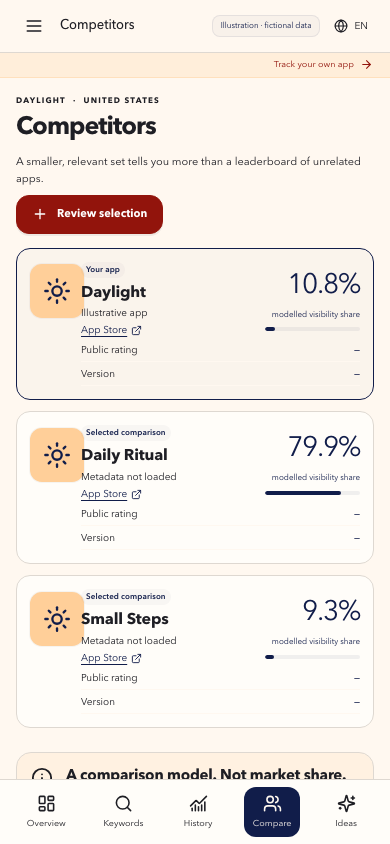 Competitors
Illustration · fictional data
EN
Track your own app
DAYLIGHT · UNITED STATES
Competitors
A smaller, relevant set tells you more than a leaderboard of unrelated
apps.
Review selection
Your app
Daylight
Illustrative app
App Store
10.8%
modelled visibility share
Public rating –
Version –
Selected comparison
Daily Ritual
Metadata not loaded
App Store
79.9%
modelled visibility share
Public rating –
Version –
Selected comparison
Small Steps
Metadata not loaded
App Store
9.3%
modelled visibility share
Public rating –
Version –
A comparison model. Not market share.
Overview
Keywords
History
Compare
Ideas